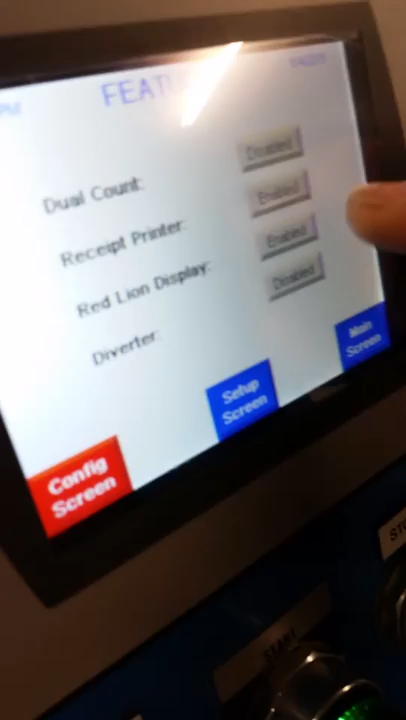 PM
FEAT
Dual Count: Disabled
Receipt Printer: Enabled
Red Lion Display: Enabled
Diverter: Disabled
Main
Screen
Setup
Screen
Config
Screen
START